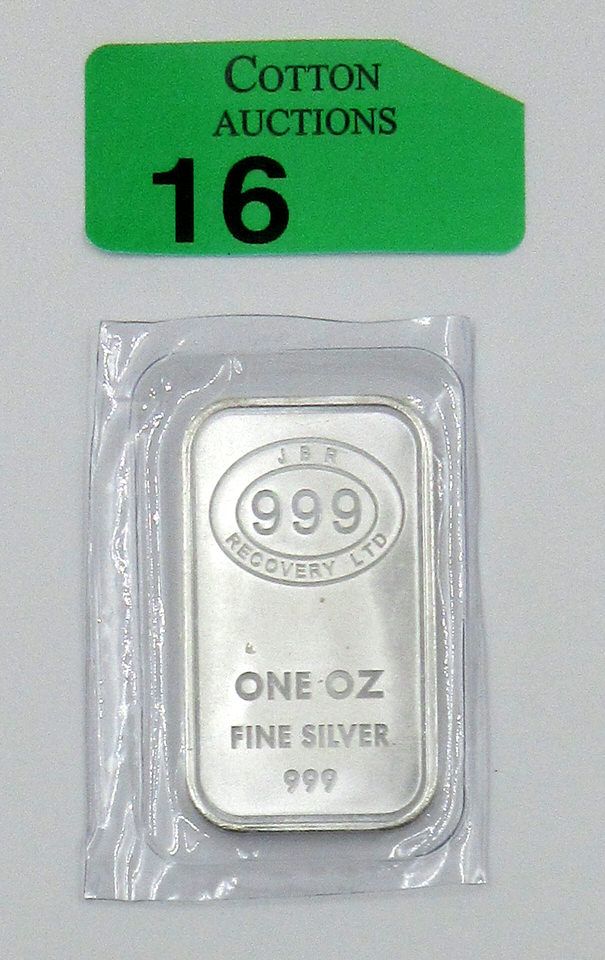 COTTON
AUCTIONS
16
JBR
999
RECOVERY LTD
ONE OZ
FINE SILVER
999